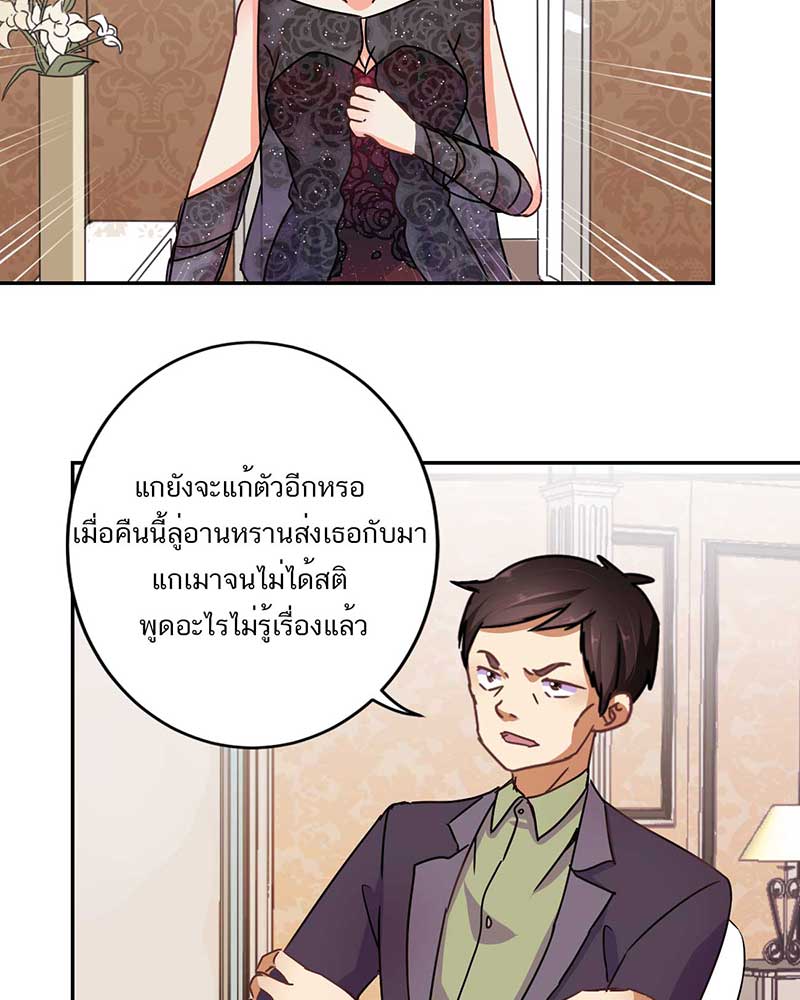 แกยังจะแก้ตัวอีกหรอ
เมื่อคืนนี้ลู่อานหรานส่งเธอกับมา
แกเมาจนไม่ได้สติ
พูดอะไรไม่รู้เรื่องแล้ว